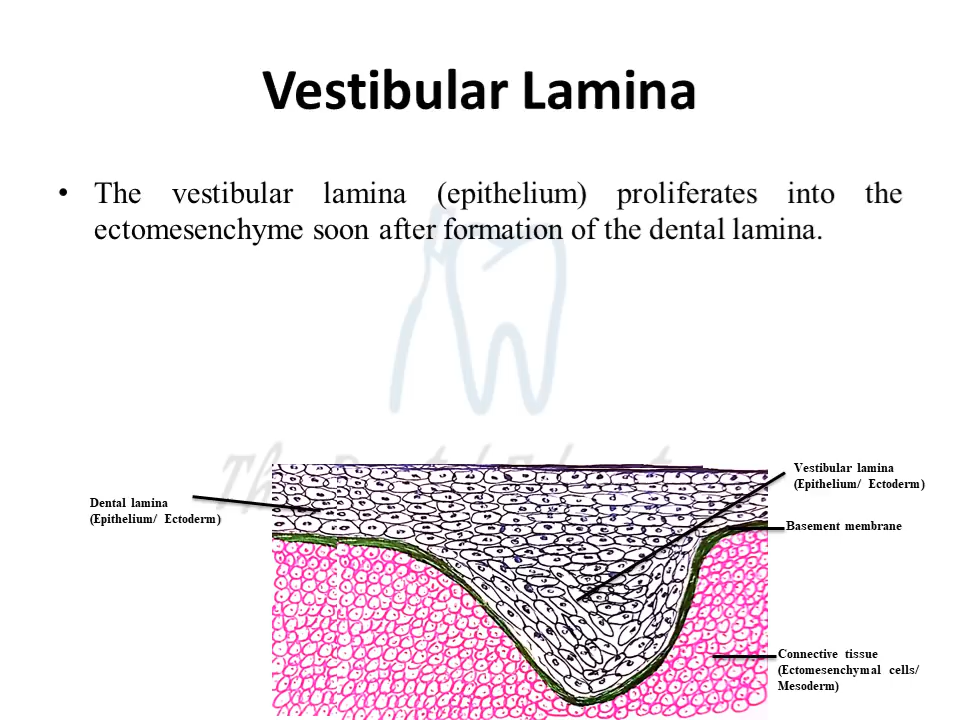 Vestibular Lamina
• The vestibular lamina (epithelium) proliferates into the
ectomesenchyme soon after formation of the dental lamina.
Vestibular lamina
(Epithelium/ Ectoderm)
Dental lamina
(Epithelium/ Ectoderm)
Basement membrane
Connective tissue
(Ectomesenchymal cells/
Mesoderm)